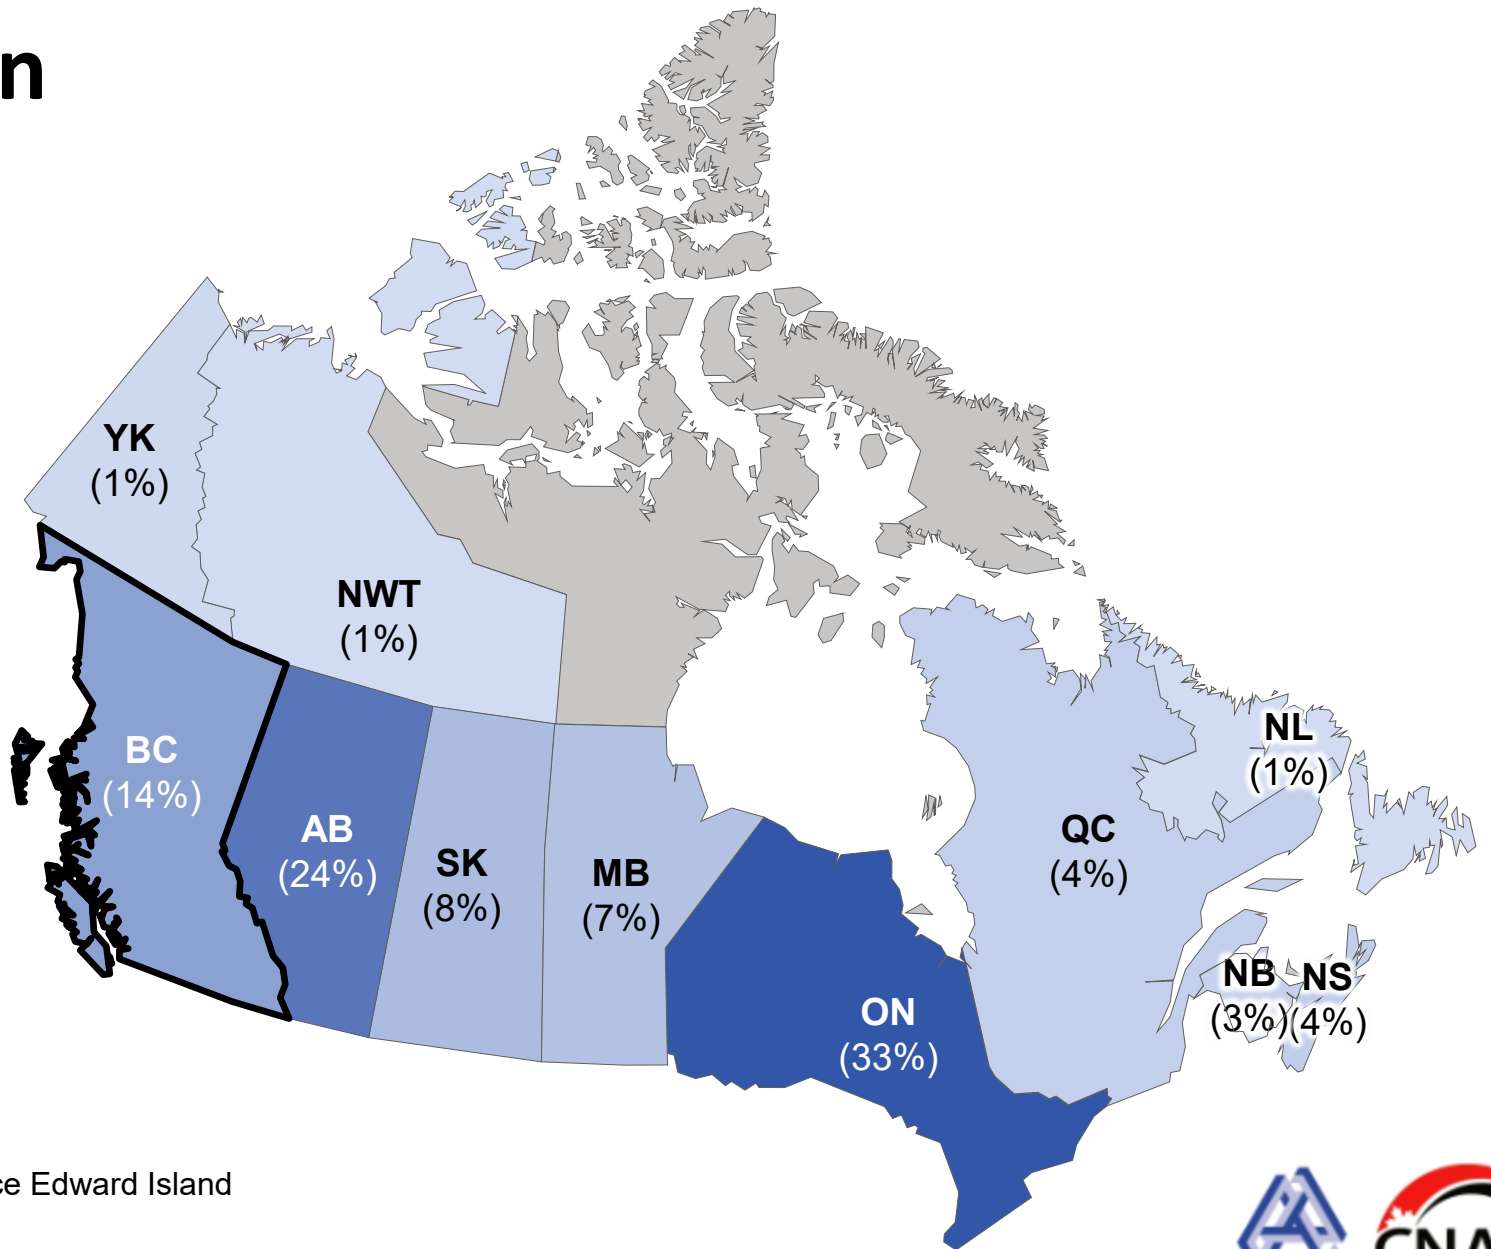 n
YK
(1%)
NWT
(1%)
BC
(14%)
AB
(24%)
SK
(8%)
MB
(7%)
ON
(33%)
QC
(4%)
NL
(1%)
NB
(3%)
NS
(4%)
ce Edward Island
CNA